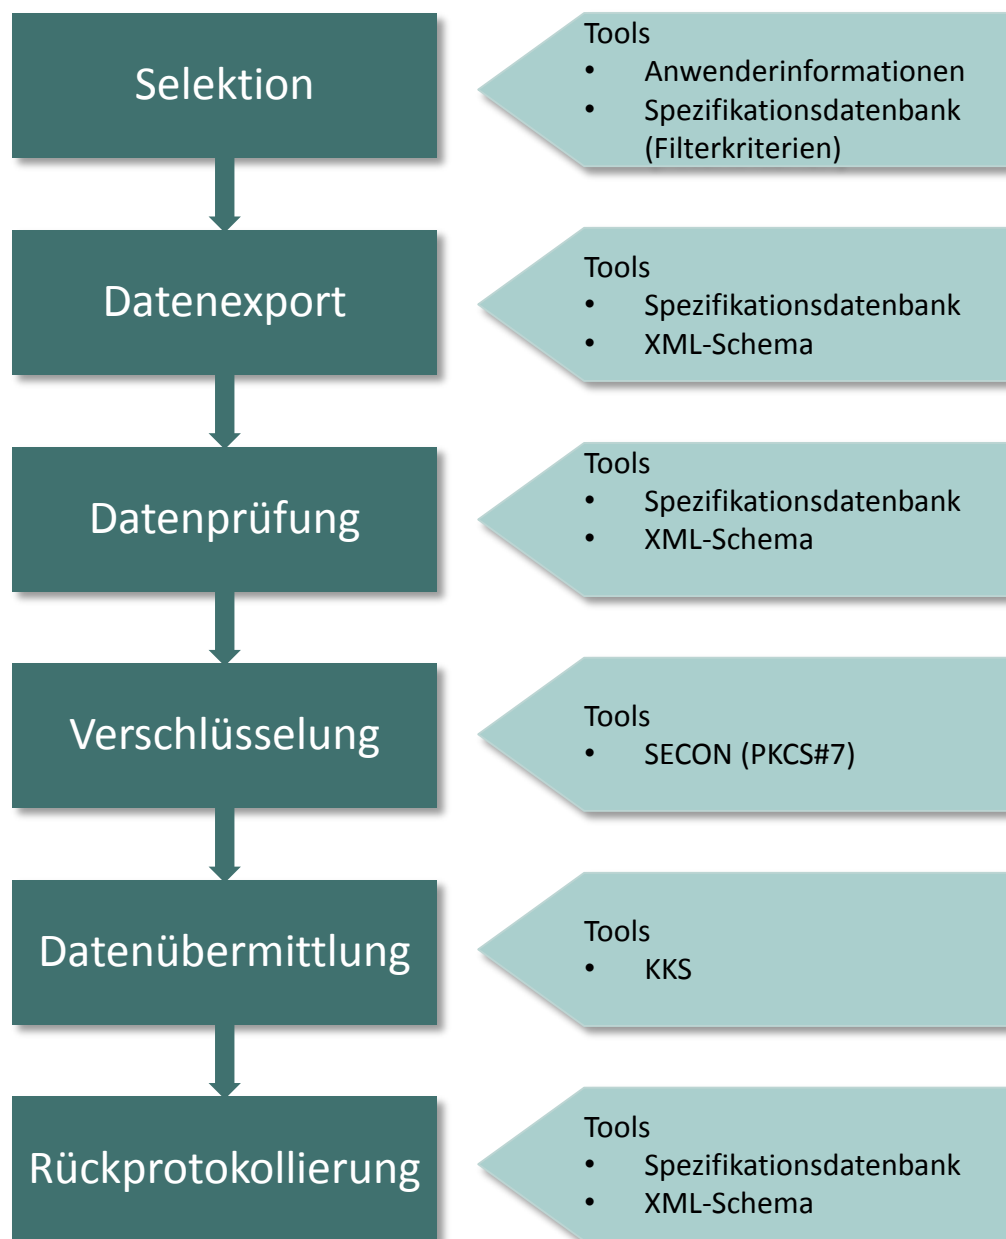 Selektion
Tools
• Anwenderinformationen
• Spezifikationsdatenbank
(Filterkriterien)
Datenexport
Tools
• Spezifikationsdatenbank
• XML-Schema
Datenprüfung
Tools
• Spezifikationsdatenbank
• XML-Schema
Verschlüsselung
Tools
• SECON (PKCS#7)
Datenübermittlung
Tools
• KKS
Rückprotokollierung
Tools
• Spezifikationsdatenbank
• XML-Schema